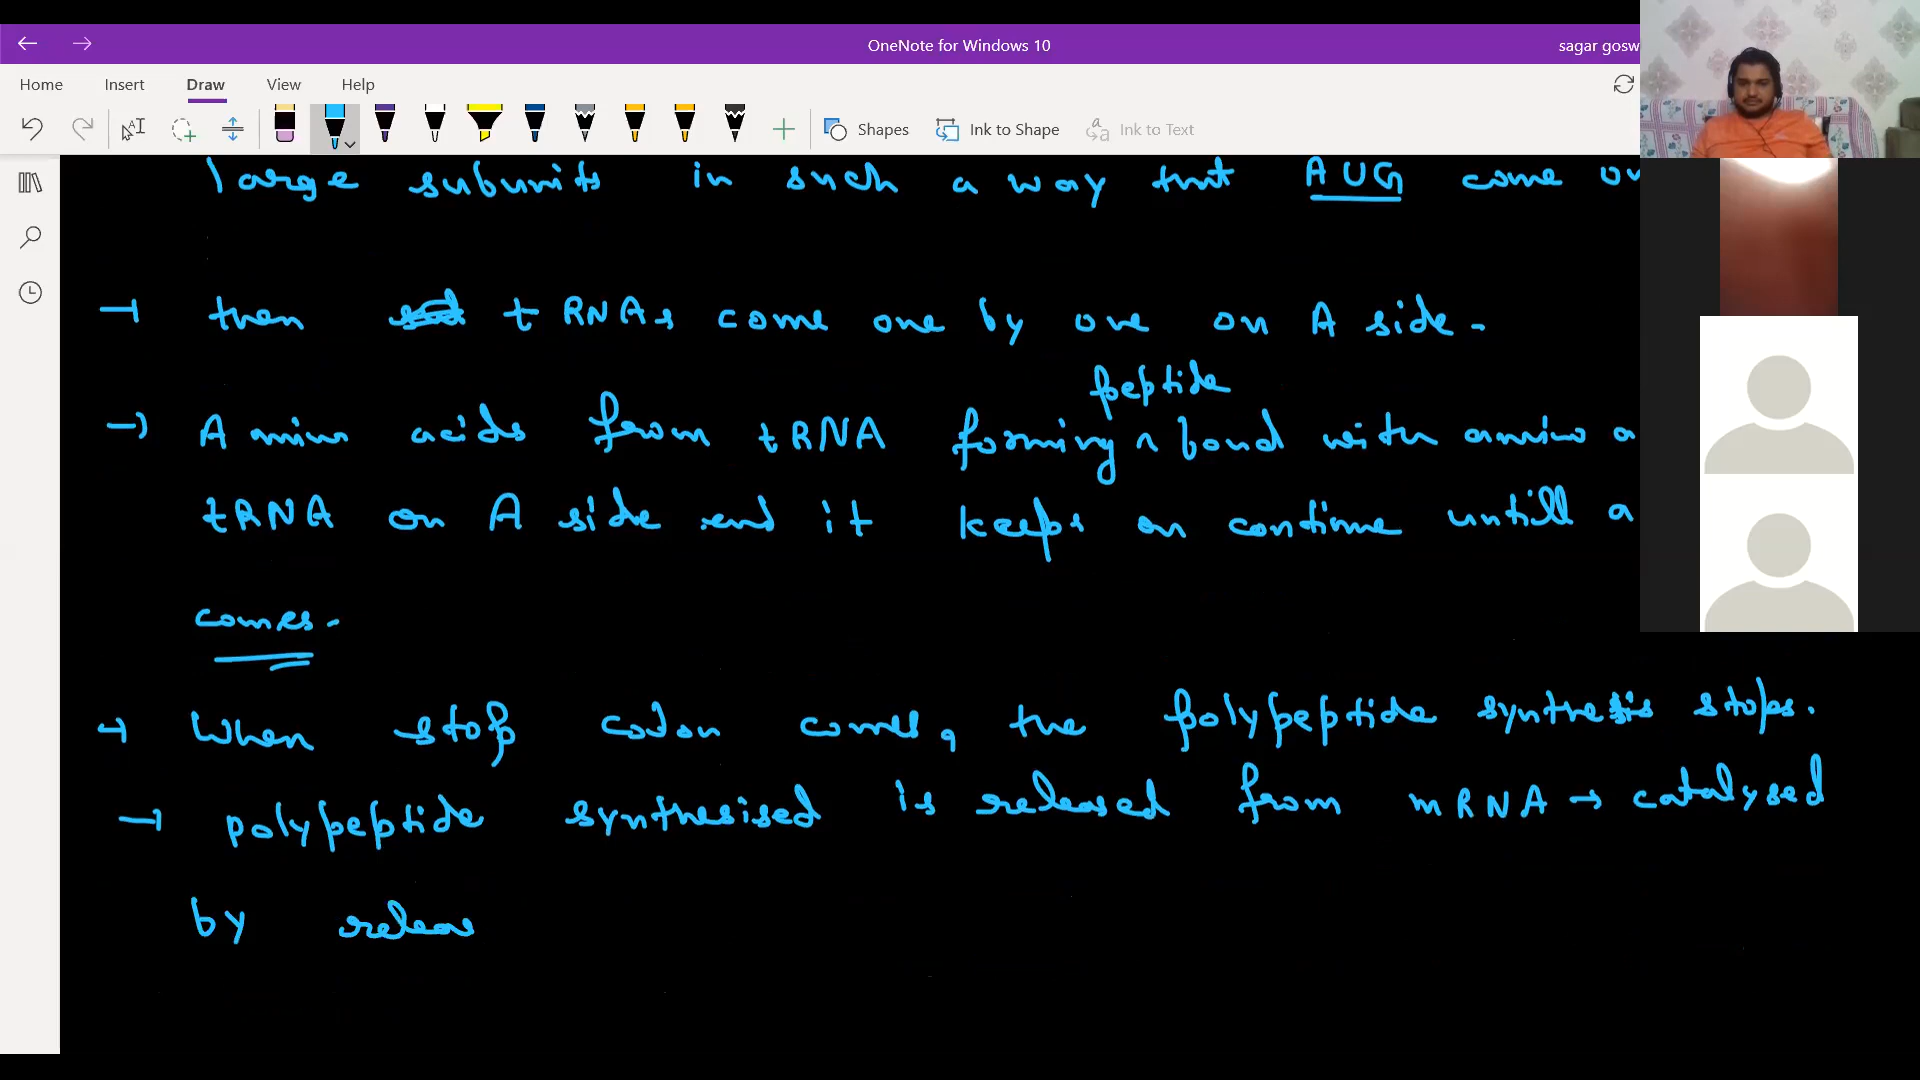 OneNote for Windows 10
sagar gosw
Home Insert Draw View Help
Shapes Ink to Shape Ink to Text
large subunits in such a way that AUG come on
then tRNAs come one by one on A side.
peptide
Amino acids from tRNA forming a bond with amino a
tRNA on A side and it keeps on continue untill a
comes.
When stop codon comes, the polypeptide synthesis stops.
polypeptide synthesised is released from mRNA → catalysed
by releas